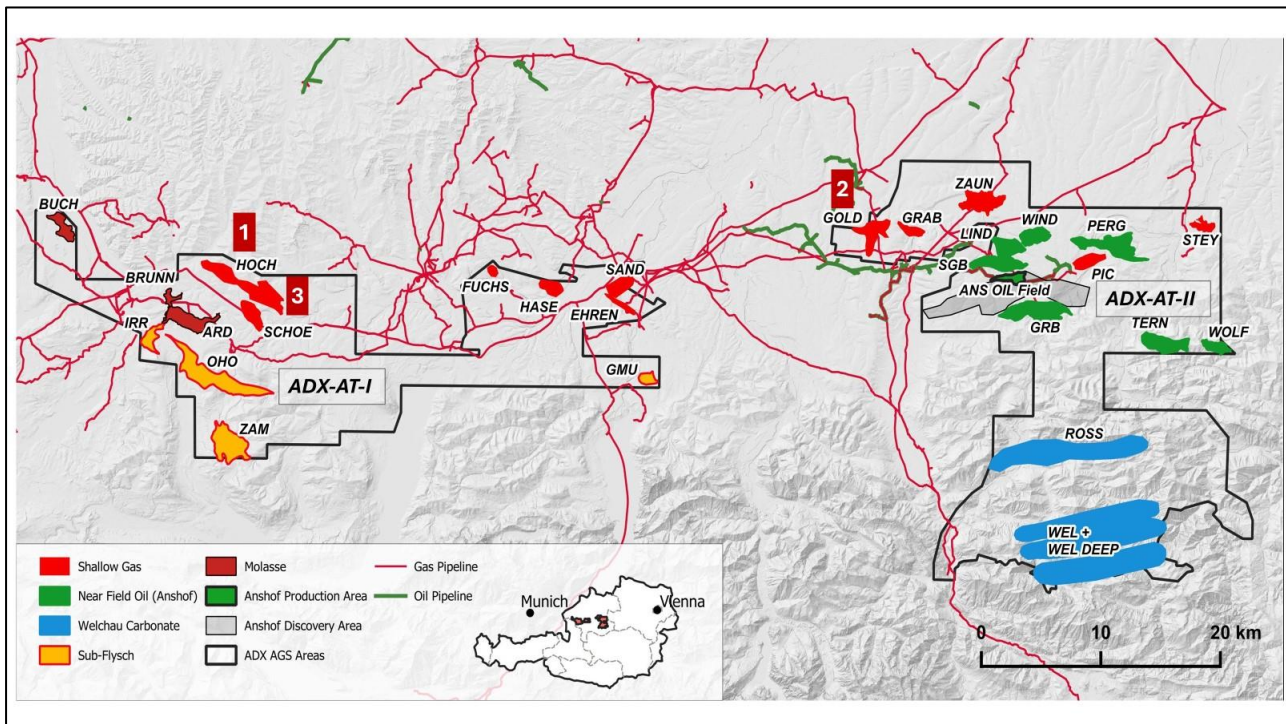 BUCH
1
HOCH
BRUNN
3
IRR
ARD
SCHOE
OHO
ADX-AT-I
ZAM
FUCHS
HASE
SAND
EHREN
GMU
2
GOLD
GRAB
ZAUN
LIND
WIND
PERG
STEY
SGB
PIC
ANS OIL Field
ADX-AT-II
GRB
TERN
WOLF
ROSS
WEL +
WEL DEEP
0 10 20 km
Shallow Gas
Near Field Oil (Anshof)
Welchau Carbonate
Sub-Flysch
Molasse
Anshof Production Area
Anshof Discovery Area
ADX AGS Areas
Gas Pipeline
Oil Pipeline
Munich
Vienna